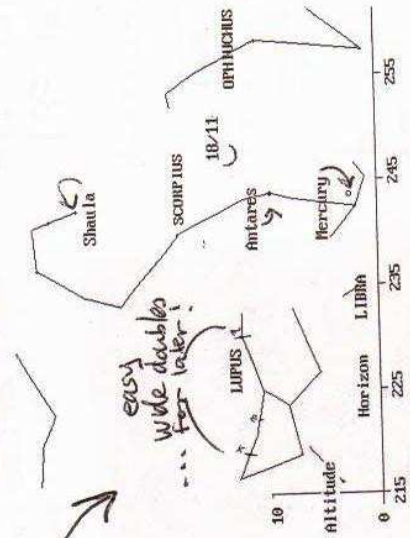 OPHIUCHUS
18/11
Shaula
SCORPIUS
Antares
Mercury
easy
wide doubles
... for later!
LUPUS
LIBRA
Horizon
Altitude
10
0
215
225
235
245
255